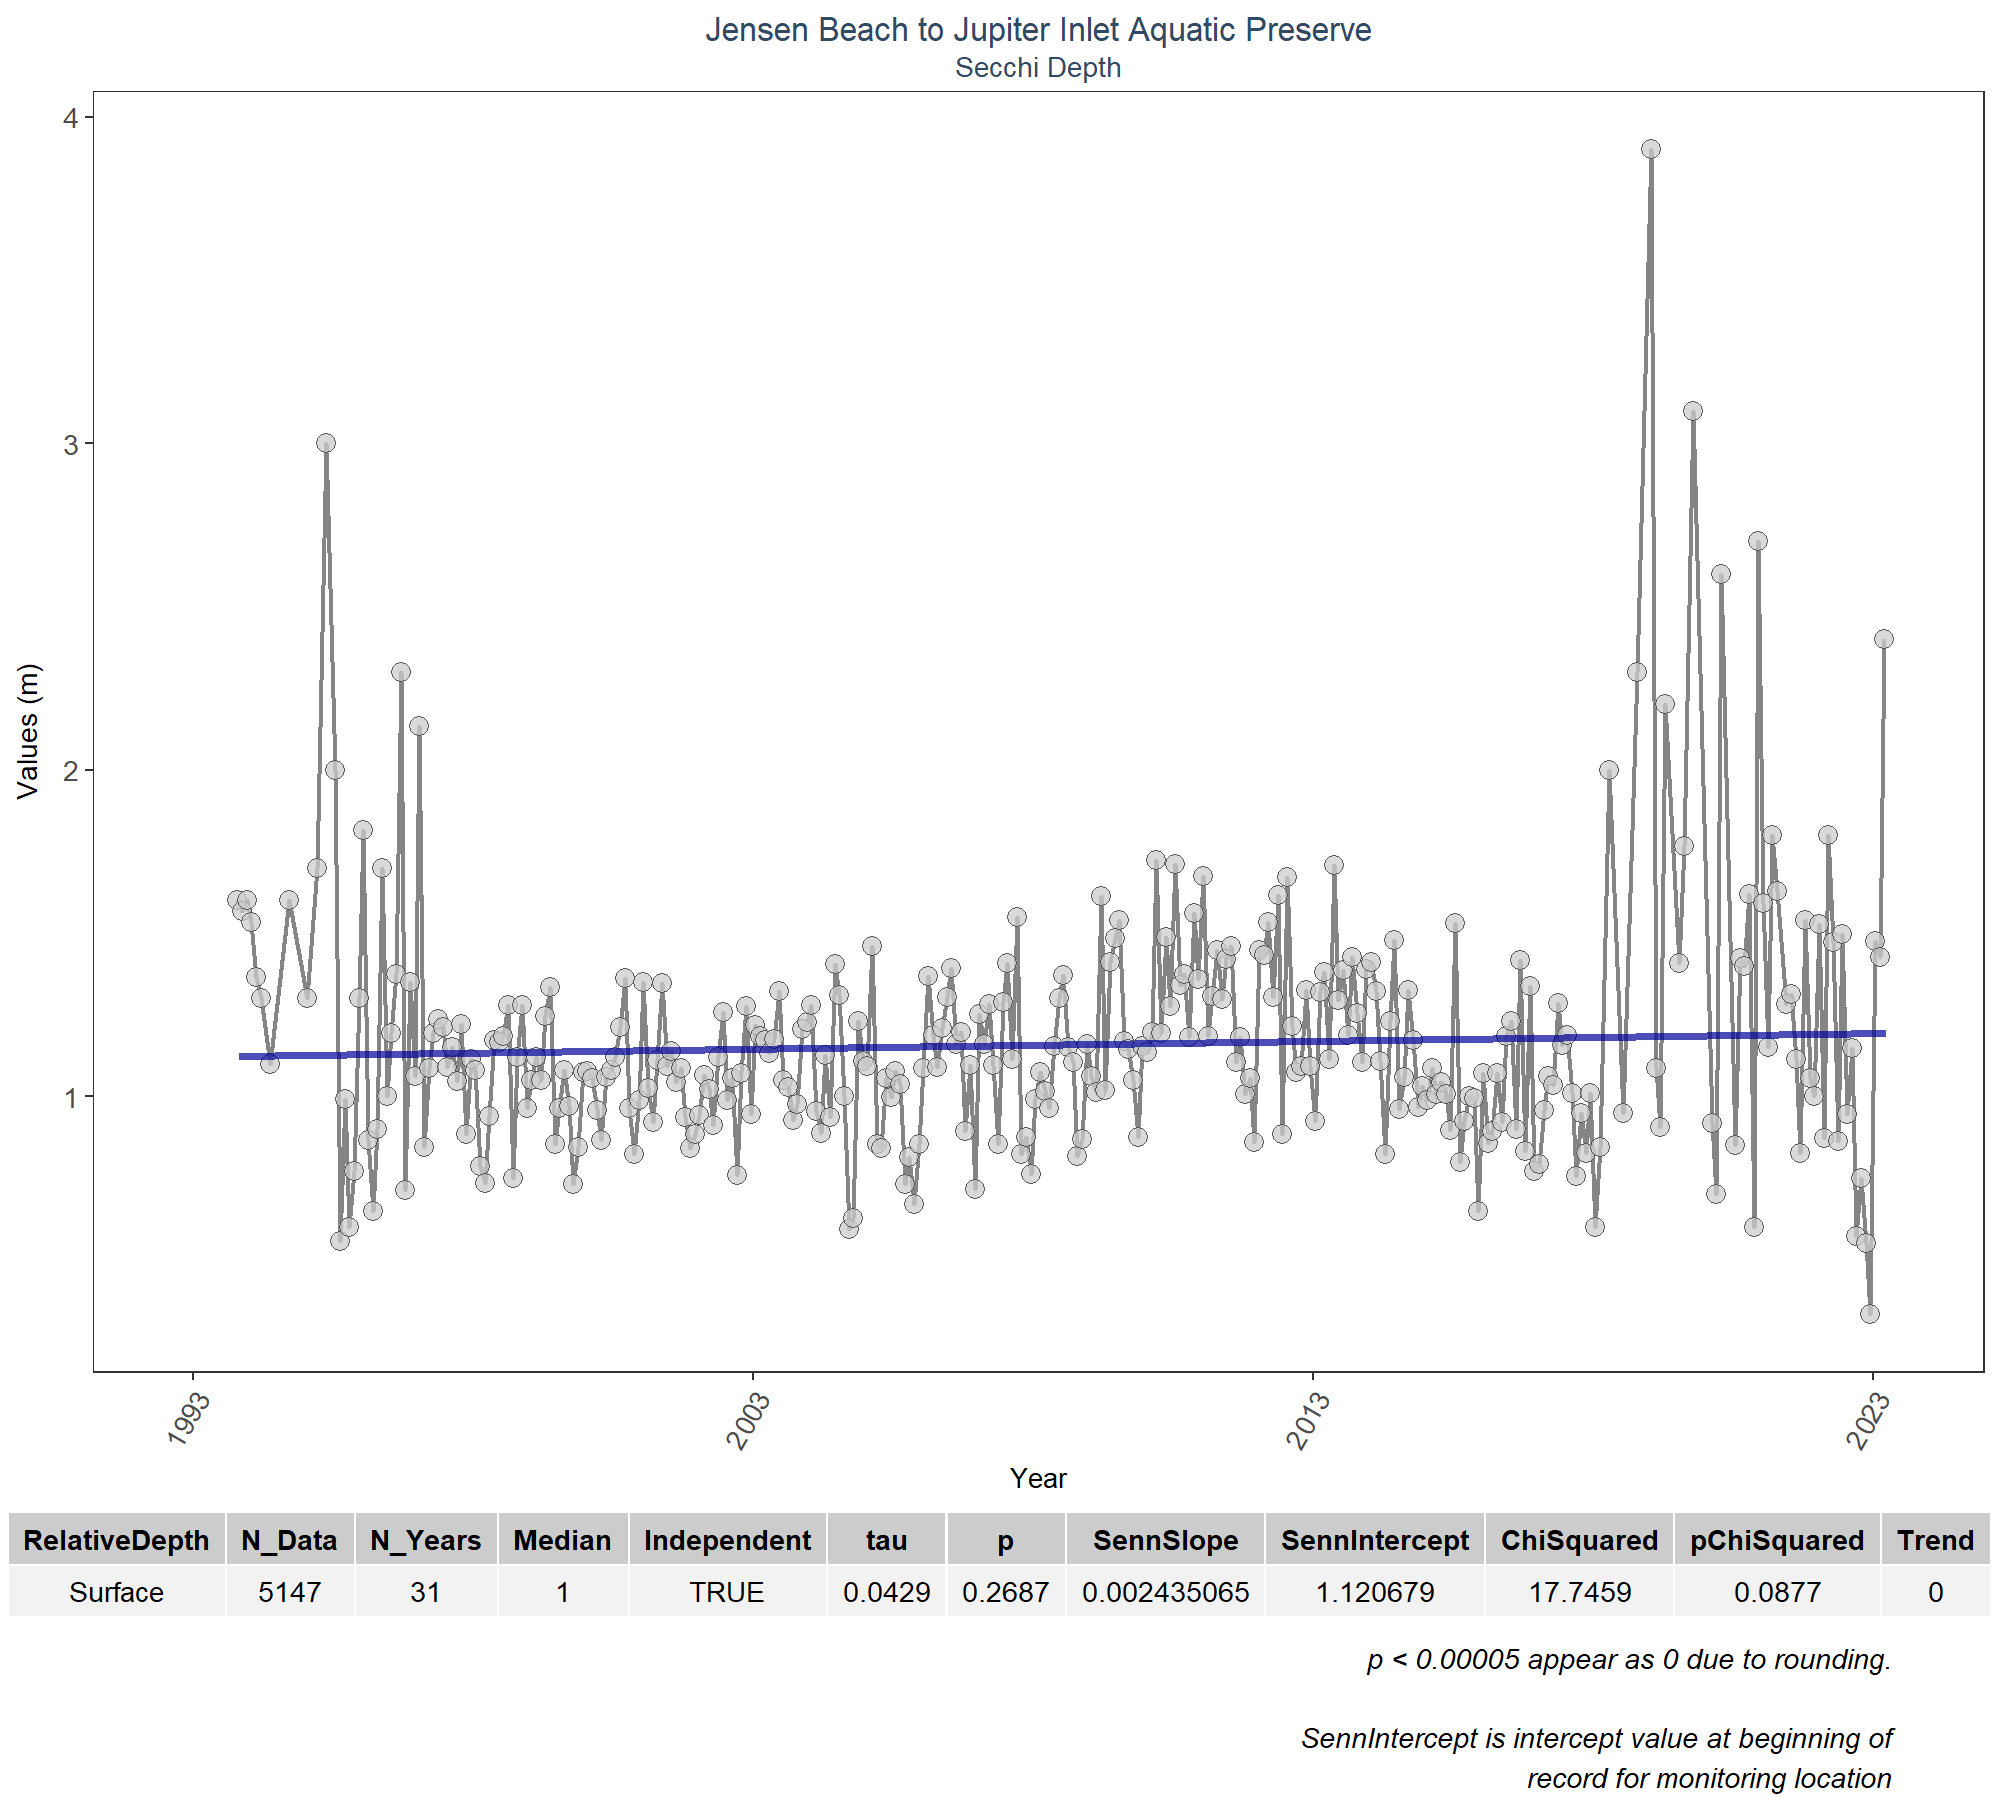 Jensen Beach to Jupiter Inlet Aquatic Preserve
Secchi Depth
4
3
2
1
Values (m)
1993
2003
2013
2023
Year
RelativeDepth N_Data N_Years Median Independent tau p SennSlope SennIntercept ChiSquared pChiSquared Trend
Surface 5147 31 1 TRUE 0.0429 0.2687 0.002435065 1.120679 17.7459 0.0877 0
p < 0.00005 appear as 0 due to rounding.
SennIntercept is intercept value at beginning of
record for monitoring location